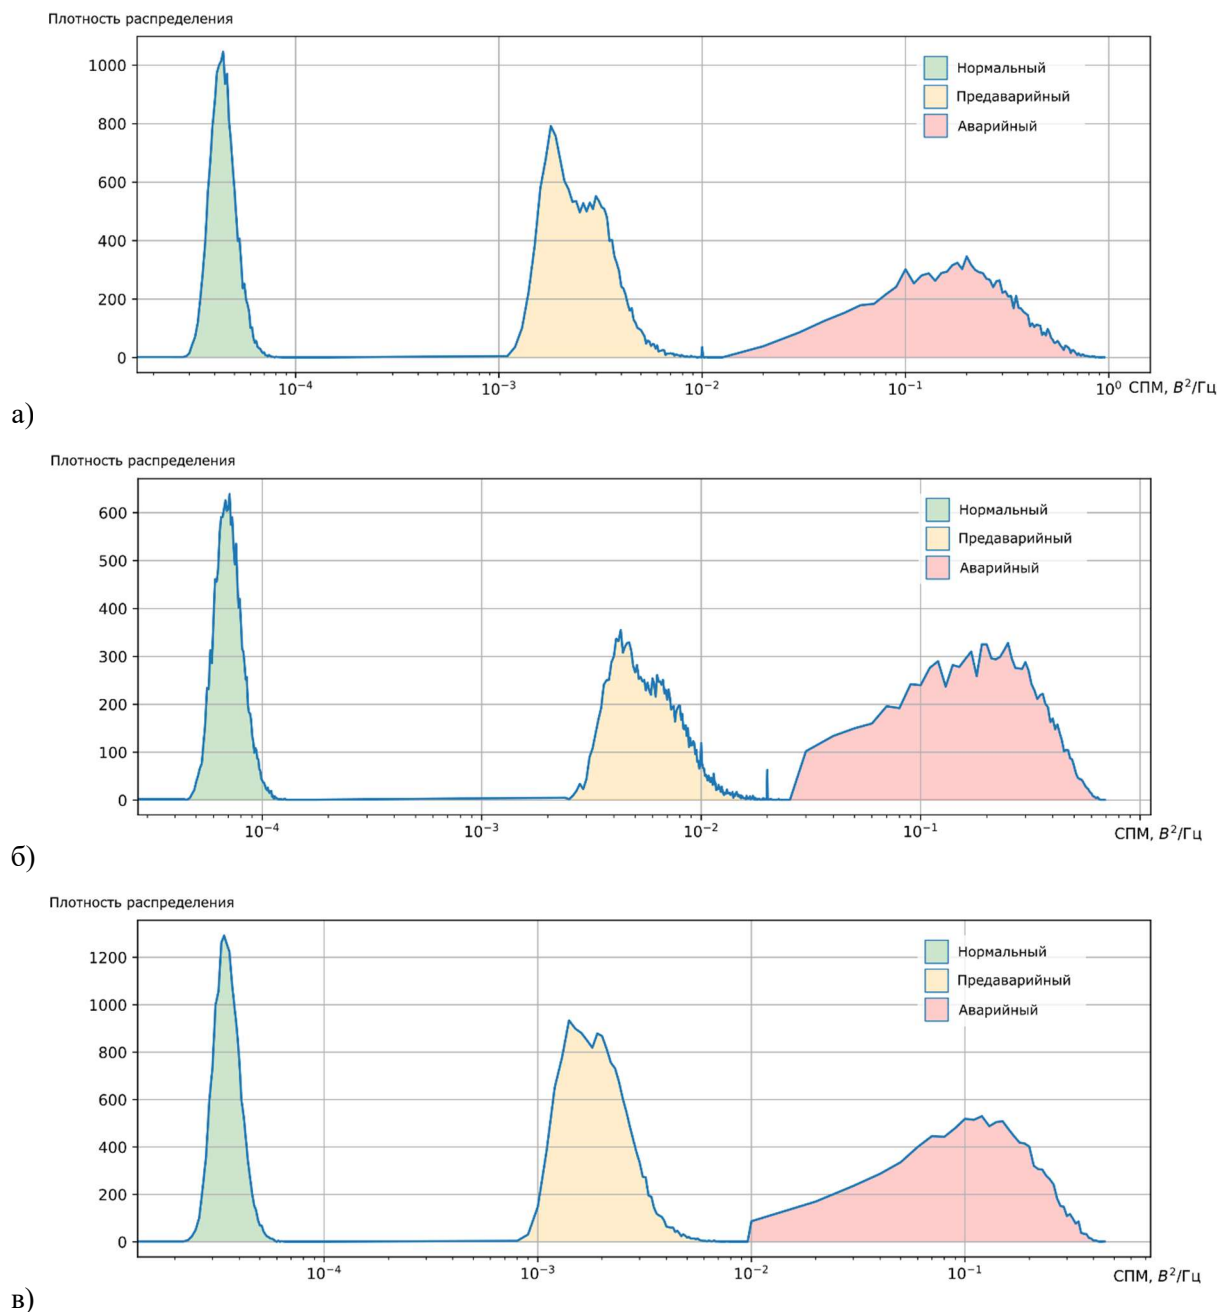 Плотность распределения
1000
800
600
400
200
0
Нормальный
Предаварийный
Аварийный
10⁻⁴ 10⁻³ 10⁻² 10⁻¹ 10⁰ СПМ, В²/Гц
а)
Плотность распределения
600
500
400
300
200
100
0
Нормальный
Предаварийный
Аварийный
10⁻⁴ 10⁻³ 10⁻² 10⁻¹ СПМ, В²/Гц
б)
Плотность распределения
1200
1000
800
600
400
200
0
Нормальный
Предаварийный
Аварийный
10⁻⁴ 10⁻³ 10⁻² 10⁻¹ СПМ, В²/Гц
в)